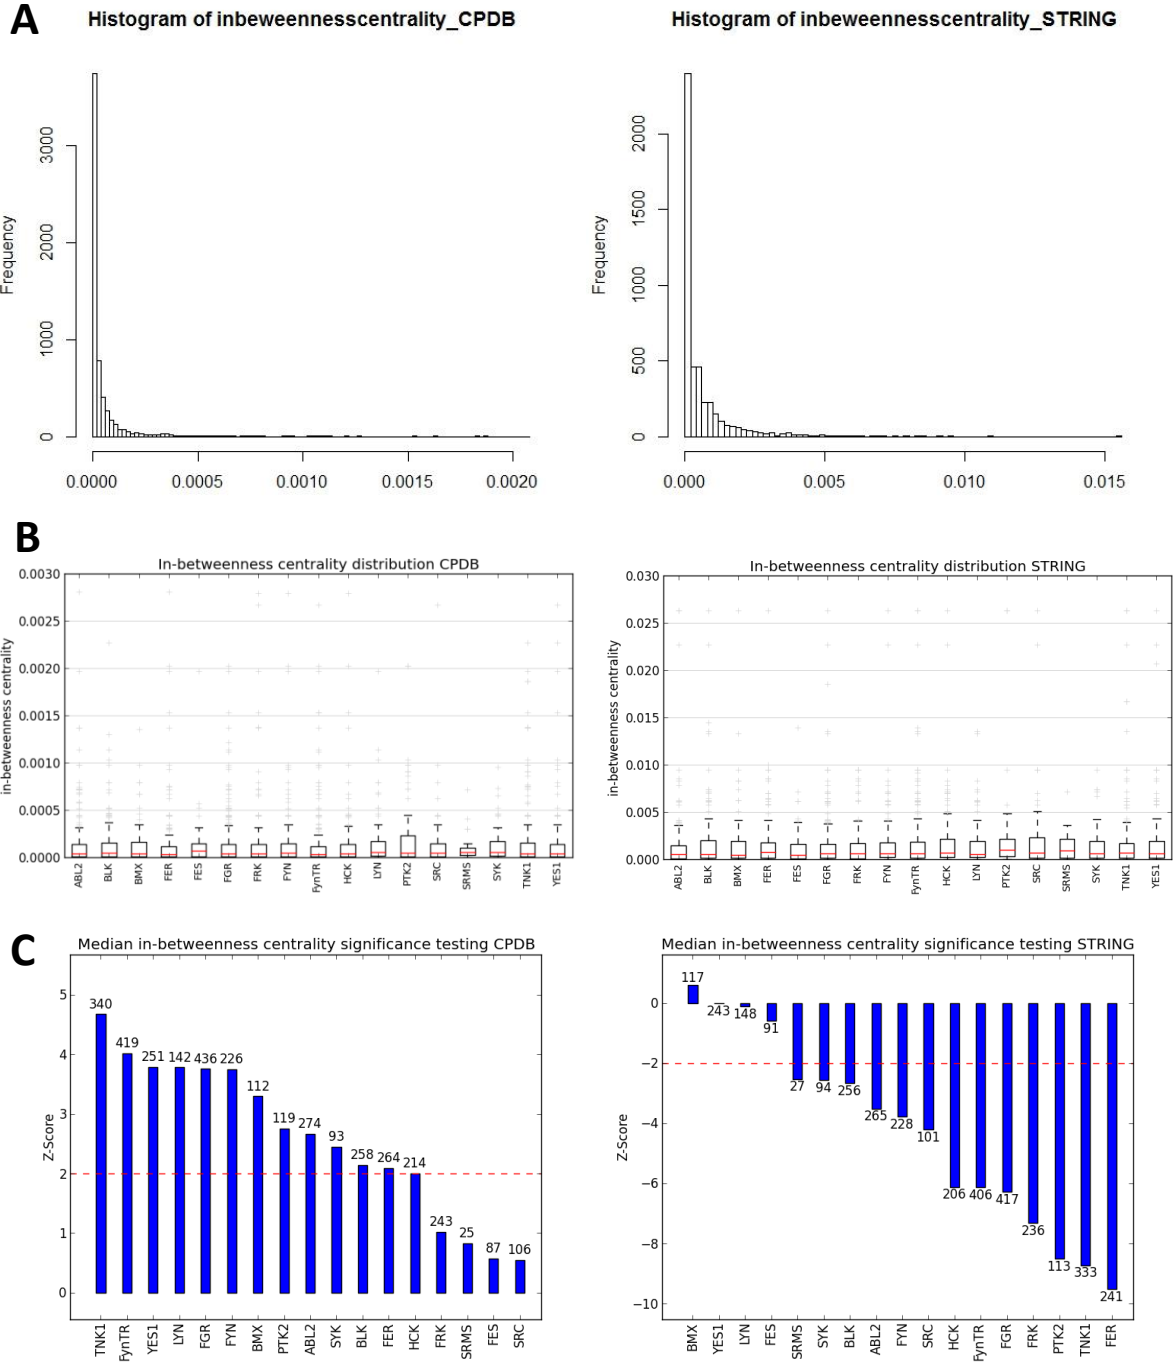 A
Histogram of inbeweennesscentrality_CPDB
Frequency
3000
2000
1000
0
0.0000 0.0005 0.0010 0.0015 0.0020
Histogram of inbeweennesscentrality_STRING
Frequency
2000
1500
1000
500
0
0.000 0.005 0.010 0.015
B
In-betweenness centrality distribution CPDB
in-betweenness centrality
0.0030
0.0025
0.0020
0.0015
0.0010
0.0005
0.0000
ABL2 BLK BMX FER FES FGR FRK FYN FynTR HCK LYN PTK2 SRC SRMS SYK TNK1 YES1
In-betweenness centrality distribution STRING
in-betweenness centrality
0.030
0.025
0.020
0.015
0.010
0.005
0.000
ABL2 BLK BMX FER FES FGR FRK FYN FynTR HCK LYN PTK2 SRC SRMS SYK TNK1 YES1
C
Median in-betweenness centrality significance testing CPDB
Z-Score
5
4
3
2
1
0
340 419 251 142 436 226 112 119 274 93 258 264 214 243 25 87 106
TNK1 FynTR YES1 LYN FGR FYN BMX PTK2 ABL2 SYK BLK FER HCK FRK SRMS FES SRC
Median in-betweenness centrality significance testing STRING
Z-Score
0
−2
−4
−6
−8
−10
117 243 148 91 27 94 256 265 228 101 206 406 417 236 113 333 241
BMX YES1 LYN FES SRMS SYK BLK ABL2 FYN SRC HCK FynTR FGR FRK PTK2 TNK1 FER